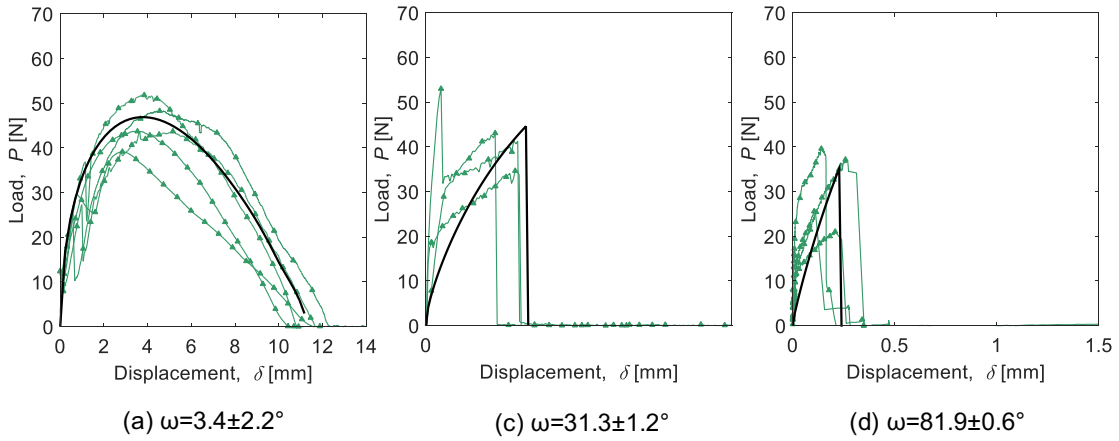 70
60
50
40
30
20
10
0
Load, P [N]
0 2 4 6 8 10 12 14
Displacement, δ [mm]
(a) ω=3.4±2.2°
70
60
50
40
30
20
10
0
Load, P [N]
0
Displacement, δ [mm]
(c) ω=31.3±1.2°
70
60
50
40
30
20
10
0
Load, P [N]
0 0.5 1 1.5
Displacement, δ [mm]
(d) ω=81.9±0.6°